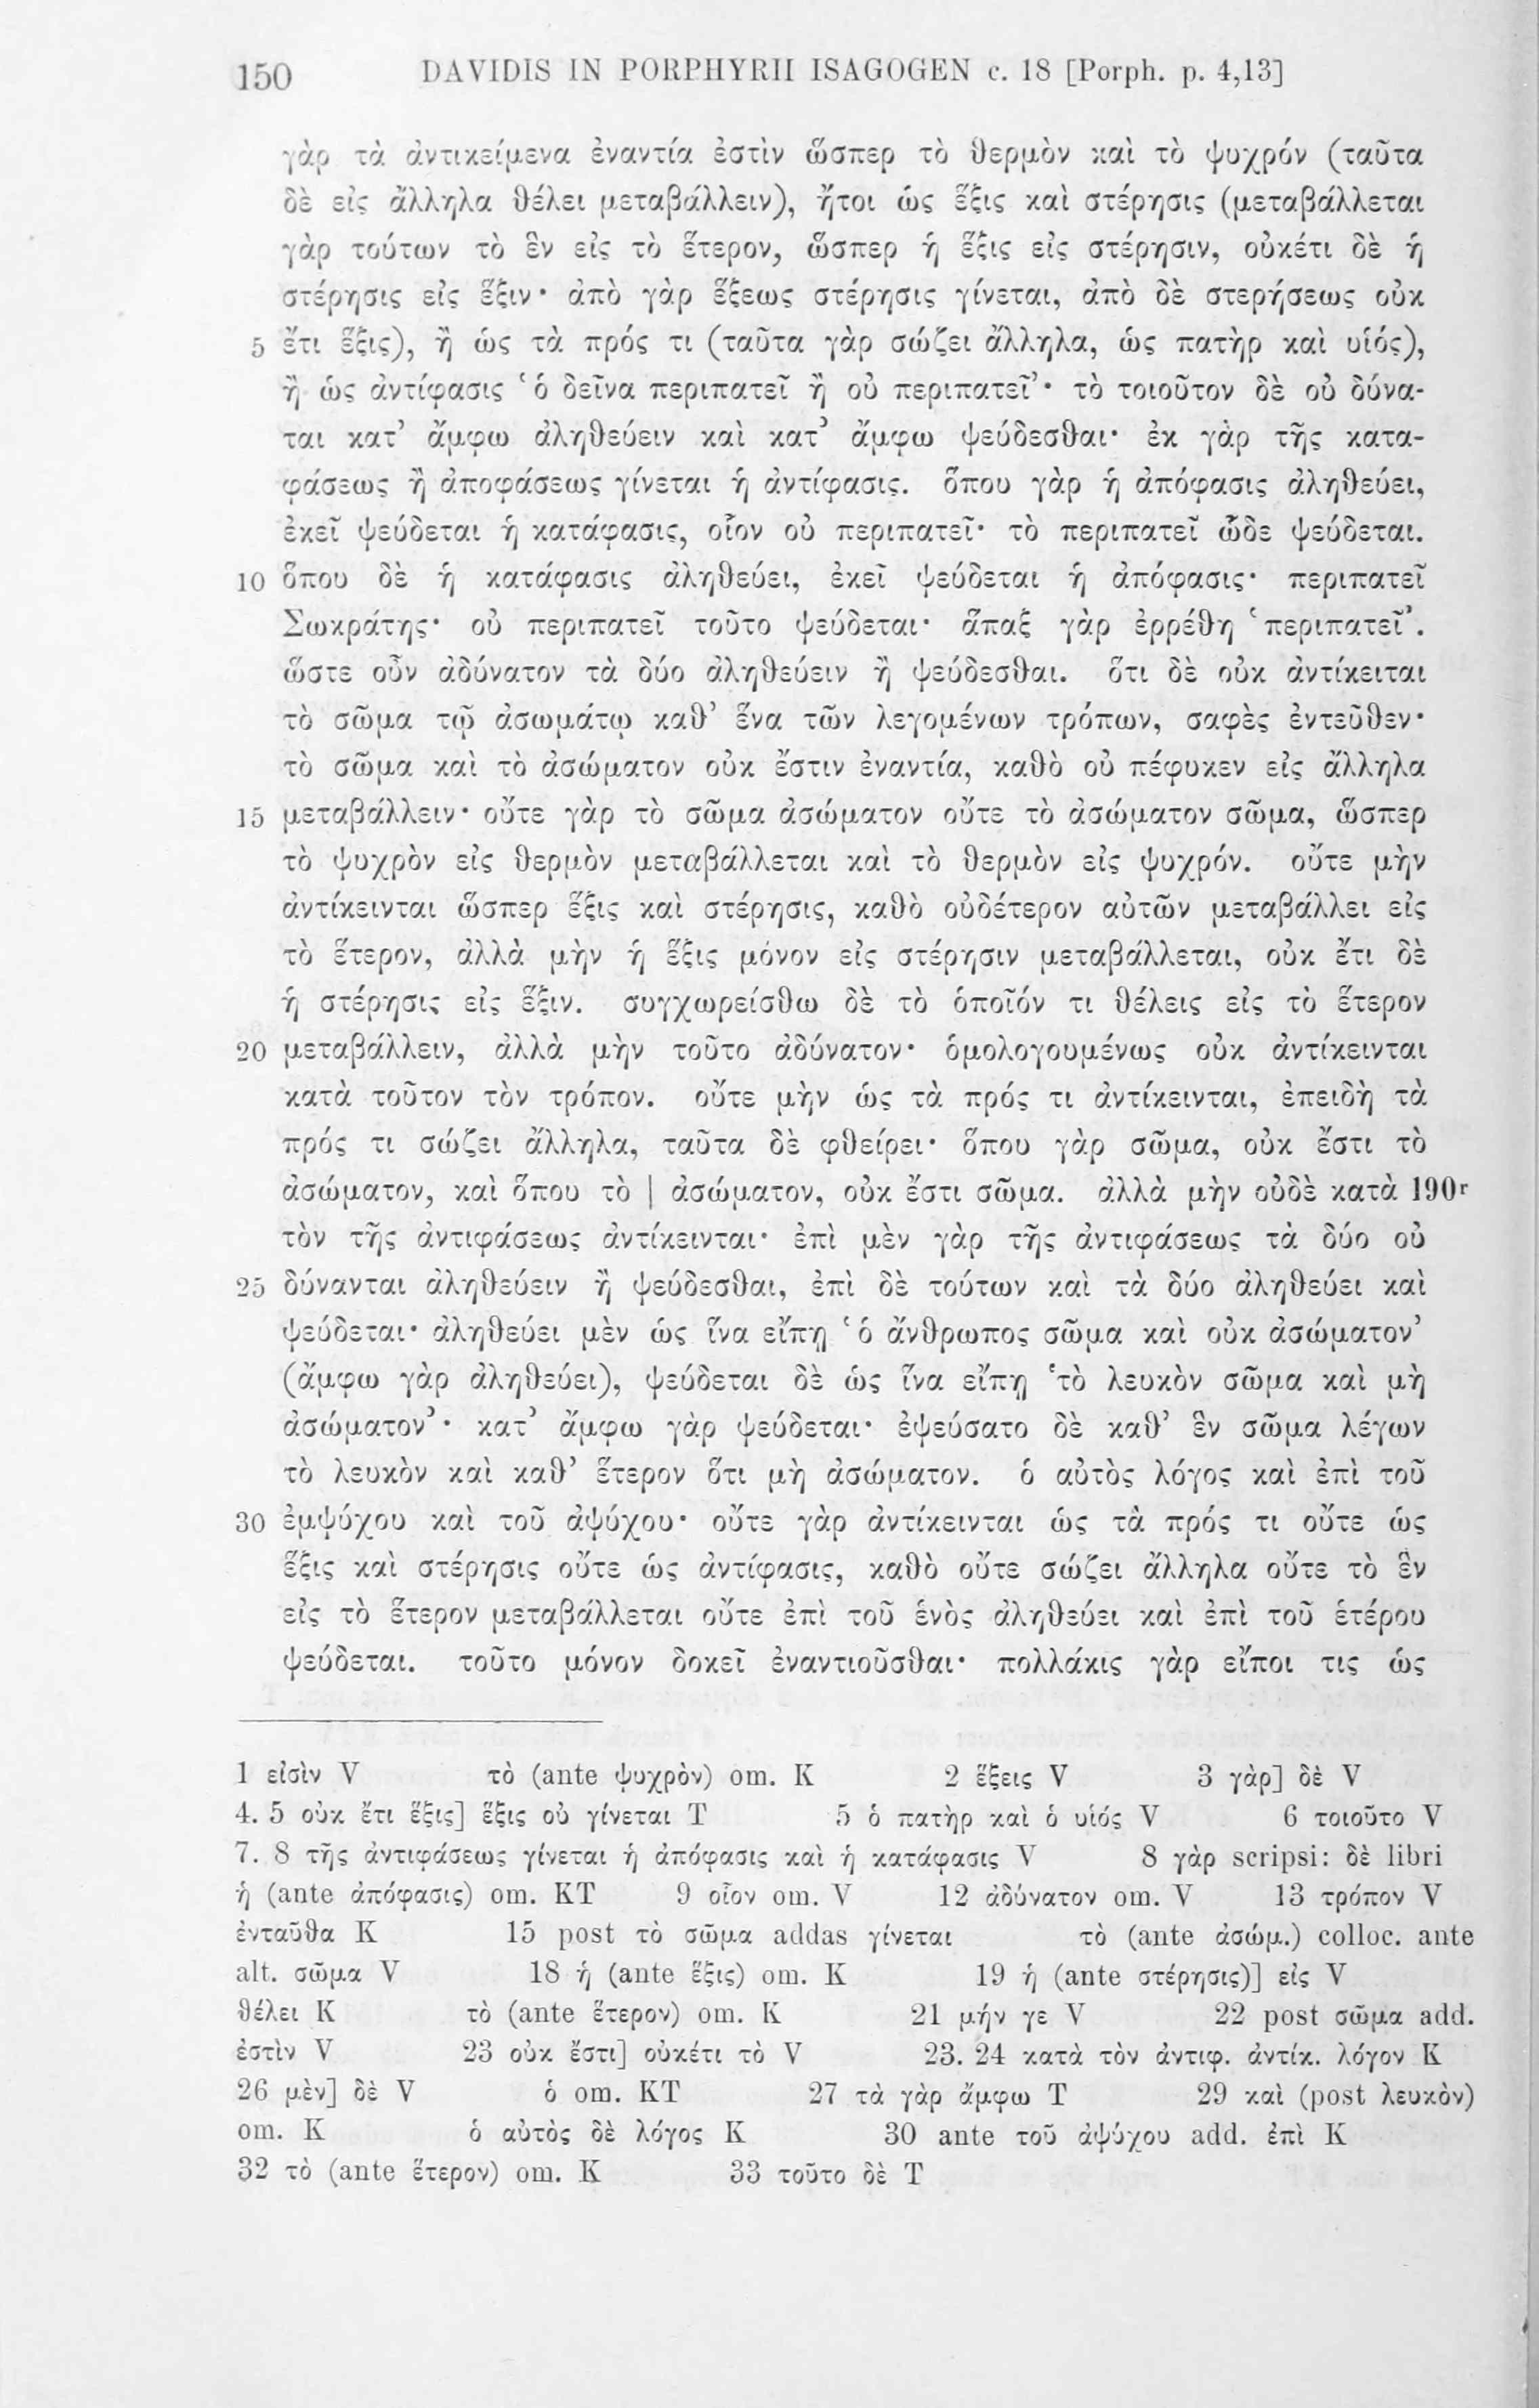 150 DAVIDIS IN PORPHYRII ISAGOGEN c. 18 [Porph. p. 4,13]
γὰρ τὰ ἀντικείμενα ἐναντία ἐστὶν ὥσπερ τὸ θερμὸν καὶ τὸ ψυχρόν (ταῦτα
δὲ εἰς ἄλληλα θέλει μεταβάλλειν), ἤτοι ὡς ἕξις καὶ στέρησις (μεταβάλλεται
γὰρ τούτων τὸ ἓν εἰς τὸ ἕτερον, ὥσπερ ἡ ἕξις εἰς στέρησιν, οὐκέτι δὲ ἡ
στέρησις εἰς ἕξιν· ἀπὸ γὰρ ἕξεως στέρησις γίνεται, ἀπὸ δὲ στερήσεως οὐκ
5 ἔτι ἕξις), ἢ ὡς τὰ πρός τι (ταῦτα γὰρ σώζει ἄλληλα, ὡς πατὴρ καὶ υἱός),
ἢ ὡς ἀντίφασις ‘ὁ δεῖνα περιπατεῖ ἢ οὐ περιπατεῖ’· τὸ τοιοῦτον δὲ οὐ δύνα-
ται κατ’ ἄμφω ἀληθεύειν καὶ κατ’ ἄμφω ψεύδεσθαι· ἐκ γὰρ τῆς κατα-
φάσεως ἢ ἀποφάσεως γίνεται ἡ ἀντίφασις. ὅπου γὰρ ἡ ἀπόφασις ἀληθεύει,
ἐκεῖ ψεύδεται ἡ κατάφασις, οἷον οὐ περιπατεῖ· τὸ περιπατεῖ ὧδε ψεύδεται.
10 ὅπου δὲ ἡ κατάφασις ἀληθεύει, ἐκεῖ ψεύδεται ἡ ἀπόφασις· περιπατεῖ
Σωκράτης· οὐ περιπατεῖ τοῦτο ψεύδεται· ἅπαξ γὰρ ἐρρέθη ‘περιπατεῖ’.
ὥστε οὖν ἀδύνατον τὰ δύο ἀληθεύειν ἢ ψεύδεσθαι. ὅτι δὲ οὐκ ἀντίκειται
τὸ σῶμα τῷ ἀσωμάτῳ καθ’ ἕνα τῶν λεγομένων τρόπων, σαφὲς ἐντεῦθεν·
τὸ σῶμα καὶ τὸ ἀσώματον οὐκ ἔστιν ἐναντία, καθὸ οὐ πέφυκεν εἰς ἄλληλα
15 μεταβάλλειν· οὔτε γὰρ τὸ σῶμα ἀσώματον οὔτε τὸ ἀσώματον σῶμα, ὥσπερ
τὸ ψυχρὸν εἰς θερμὸν μεταβάλλεται καὶ τὸ θερμὸν εἰς ψυχρόν. οὔτε μὴν
ἀντίκεινται ὥσπερ ἕξις καὶ στέρησις, καθὸ οὐδέτερον αὐτῶν μεταβάλλει εἰς
τὸ ἕτερον, ἀλλὰ μὴν ἡ ἕξις μόνον εἰς στέρησιν μεταβάλλεται, οὐκ ἔτι δὲ
ἡ στέρησις εἰς ἕξιν. συγχωρείσθω δὲ τὸ ὁποῖόν τι θέλεις εἰς τὸ ἕτερον
20 μεταβάλλειν, ἀλλὰ μὴν τοῦτο ἀδύνατον· ὁμολογουμένως οὐκ ἀντίκεινται
κατὰ τοῦτον τὸν τρόπον. οὔτε μὴν ὡς τὰ πρός τι ἀντίκεινται, ἐπειδὴ τὰ
πρός τι σώζει ἄλληλα, ταῦτα δὲ φθείρει· ὅπου γὰρ σῶμα, οὐκ ἔστι τὸ
ἀσώματον, καὶ ὅπου τὸ | ἀσώματον, οὐκ ἔστι σῶμα. ἀλλὰ μὴν οὐδὲ κατὰ 190r
τὸν τῆς ἀντιφάσεως ἀντίκεινται· ἐπὶ μὲν γὰρ τῆς ἀντιφάσεως τὰ δύο οὐ
25 δύνανται ἀληθεύειν ἢ ψεύδεσθαι, ἐπὶ δὲ τούτων καὶ τὰ δύο ἀληθεύει καὶ
ψεύδεται· ἀληθεύει μὲν ὡς ἵνα εἴπῃ ‘ὁ ἄνθρωπος σῶμα καὶ οὐκ ἀσώματον’
(ἄμφω γὰρ ἀληθεύει), ψεύδεται δὲ ὡς ἵνα εἴπῃ ‘τὸ λευκὸν σῶμα καὶ μὴ
ἀσώματον’· κατ’ ἄμφω γὰρ ψεύδεται· ἐψεύσατο δὲ καθ’ ἓν σῶμα λέγων
τὸ λευκὸν καὶ καθ’ ἕτερον ὅτι μὴ ἀσώματον. ὁ αὐτὸς λόγος καὶ ἐπὶ τοῦ
30 ἐμψύχου καὶ τοῦ ἀψύχου· οὔτε γὰρ ἀντίκεινται ὡς τὰ πρός τι οὔτε ὡς
ἕξις καὶ στέρησις οὔτε ὡς ἀντίφασις, καθὸ οὔτε σώζει ἄλληλα οὔτε τὸ ἓν
εἰς τὸ ἕτερον μεταβάλλεται οὔτε ἐπὶ τοῦ ἑνὸς ἀληθεύει καὶ ἐπὶ τοῦ ἑτέρου
ψεύδεται. τοῦτο μόνον δοκεῖ ἐναντιοῦσθαι· πολλάκις γὰρ εἴποι τις ὡς
1 εἰσὶν V τὸ (ante ψυχρὸν) om. K 2 ἕξεις V 3 γὰρ] δὲ V
4. 5 οὐκ ἔτι ἕξις] ἕξις οὐ γίνεται T 5 ὁ πατὴρ καὶ ὁ υἱός V 6 τοιοῦτο V
7. 8 τῆς ἀντιφάσεως γίνεται ἡ ἀπόφασις καὶ ἡ κατάφασις V 8 γὰρ scripsi: δὲ libri
ἡ (ante ἀπόφασις) om. KT 9 οἷον om. V 12 ἀδύνατον om. V 13 τρόπον V
ἐνταῦθα K 15 post τὸ σῶμα addas γίνεται τὸ (ante ἀσώμ.) colloc. ante
alt. σῶμα V 18 ἡ (ante ἕξις) om. K 19 ἡ (ante στέρησις)] εἰς V
θέλει K τὸ (ante ἕτερον) om. K 21 μήν γε V 22 post σῶμα add.
ἐστὶν V 23 οὐκ ἔστι] οὐκέτι τὸ V 23. 24 κατὰ τὸν ἀντιφ. ἀντίκ. λόγον K
26 μὲν] δὲ V ὁ om. KT 27 τὰ γὰρ ἄμφω T 29 καὶ (post λευκὸν)
om. K ὁ αὐτὸς δὲ λόγος K 30 ante τοῦ ἀψύχου add. ἐπὶ K
32 τὸ (ante ἕτερον) om. K 33 τοῦτο δὲ T